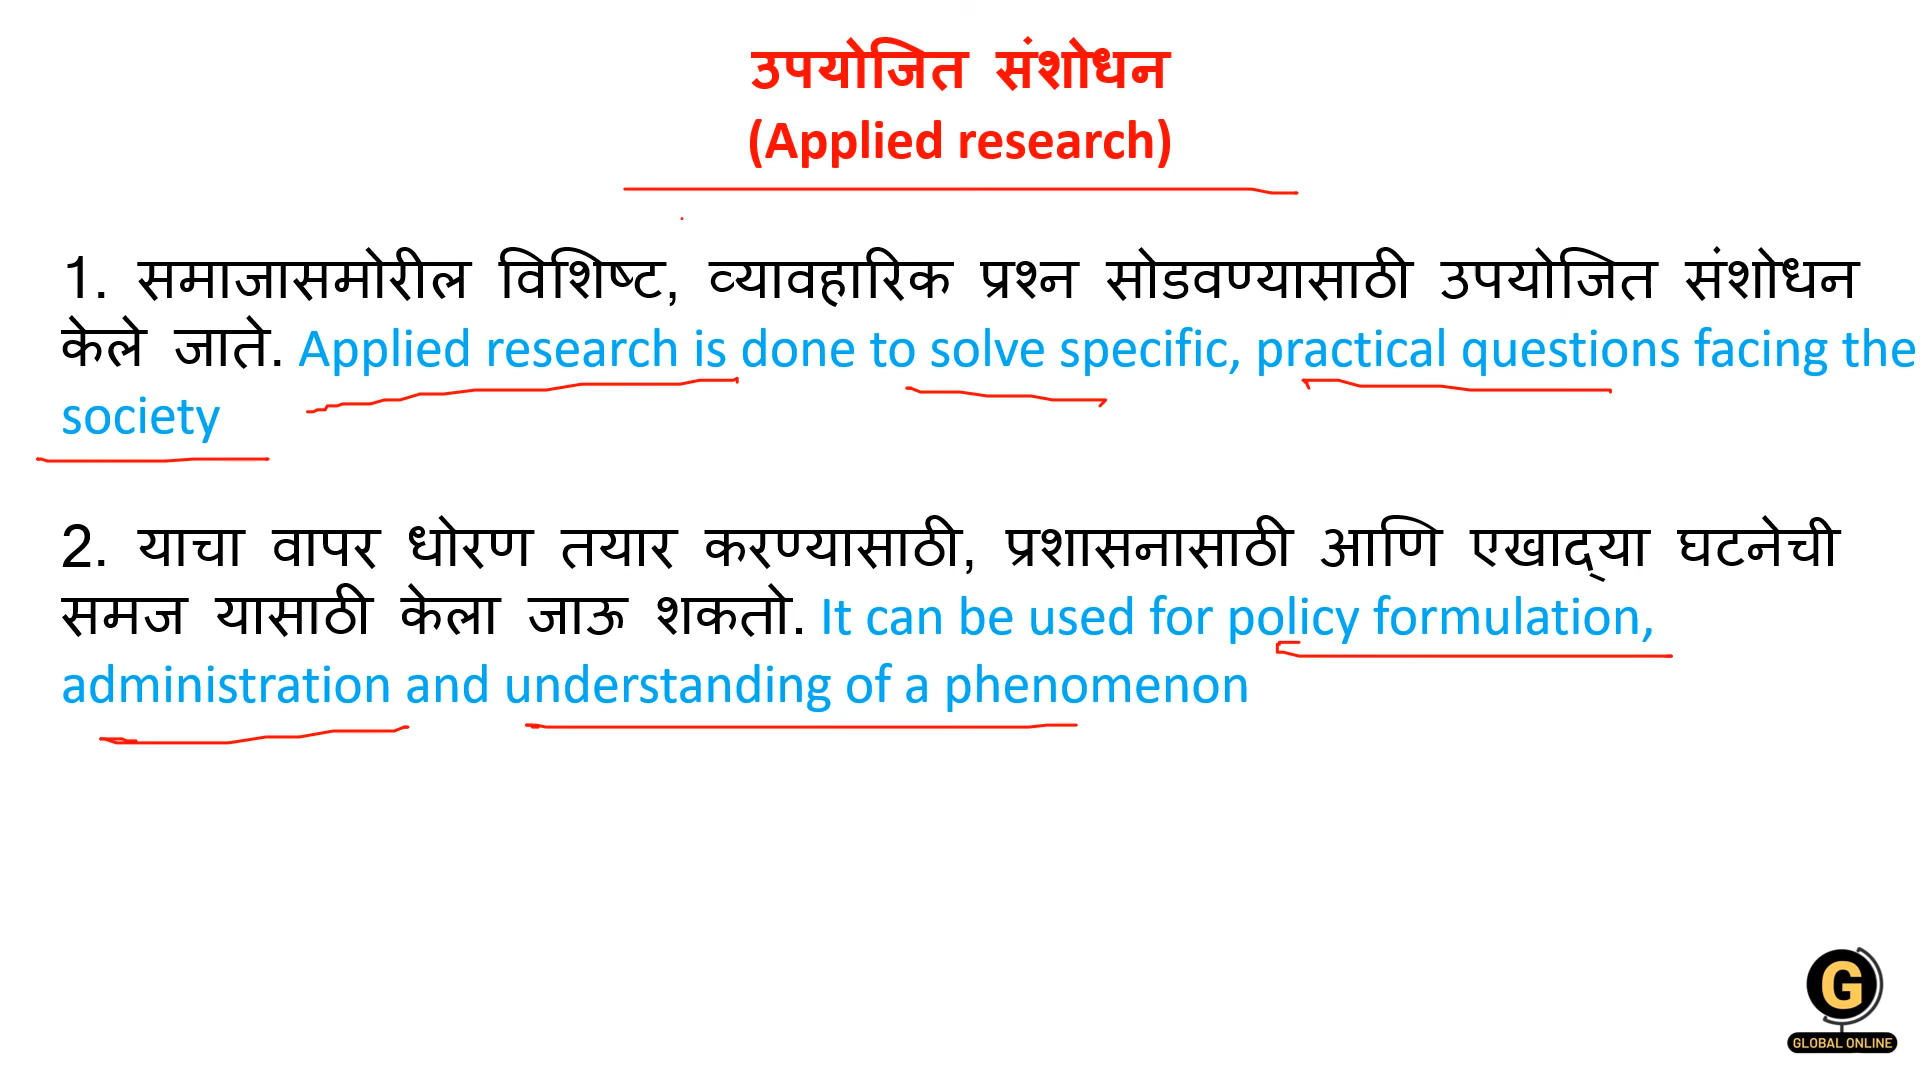 उपयोजित संशोधन
(Applied research)
1. समाजासमोरील विशिष्ट, व्यावहारिक प्रश्न सोडवण्यासाठी उपयोजित संशोधन
केले जाते. Applied research is done to solve specific, practical questions facing the
society
2. याचा वापर धोरण तयार करण्यासाठी, प्रशासनासाठी आणि एखाद्‌या घटनेची
समज यासाठी केला जाऊ शकतो. It can be used for policy formulation,
administration and understanding of a phenomenon
G
GLOBAL ONLINE